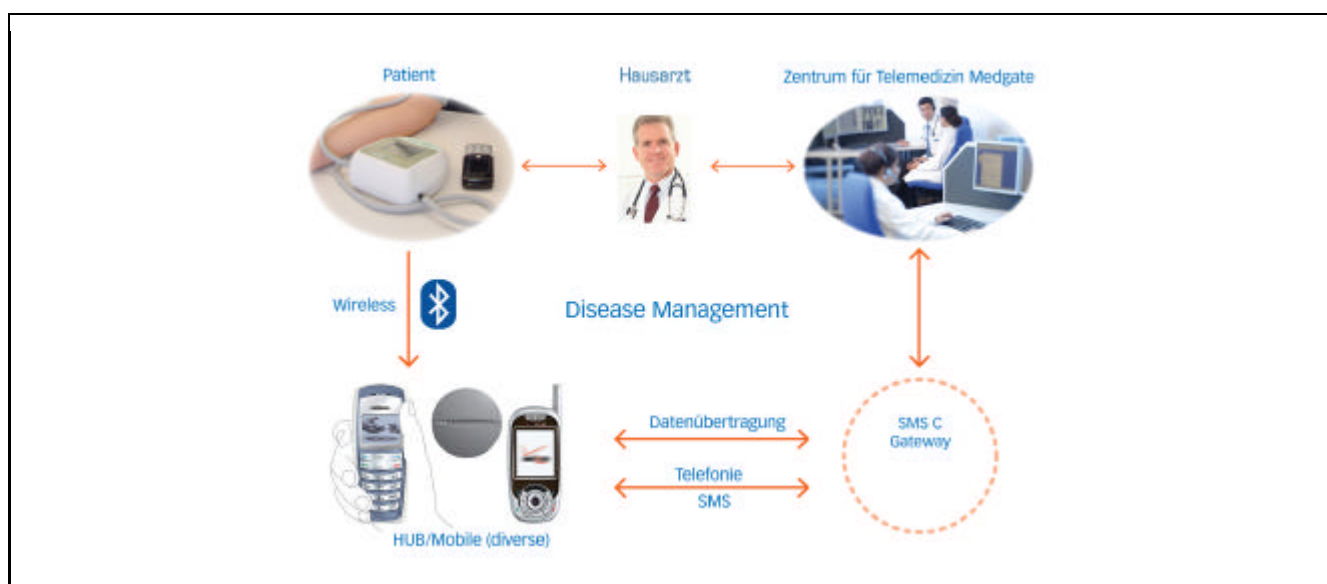 Patient
Hausarzt
Zentrum für Telemedizin Medgate
Wireless
Disease Management
Datenübertragung
Telefonie
SMS
SMS C
Gateway
HUB/Mobile (diverse)